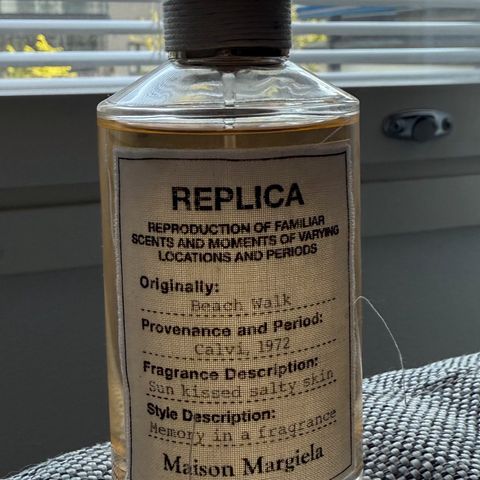 REPLICA
REPRODUCTION OF FAMILIAR
SCENTS AND MOMENTS OF VARYING
LOCATIONS AND PERIODS
Originally:
Beach Walk
Provenance and Period:
Calvi, 1972
Fragrance Description:
Sun kissed salty skin
Style Description:
Memory in a fragrance
Maison Margiela